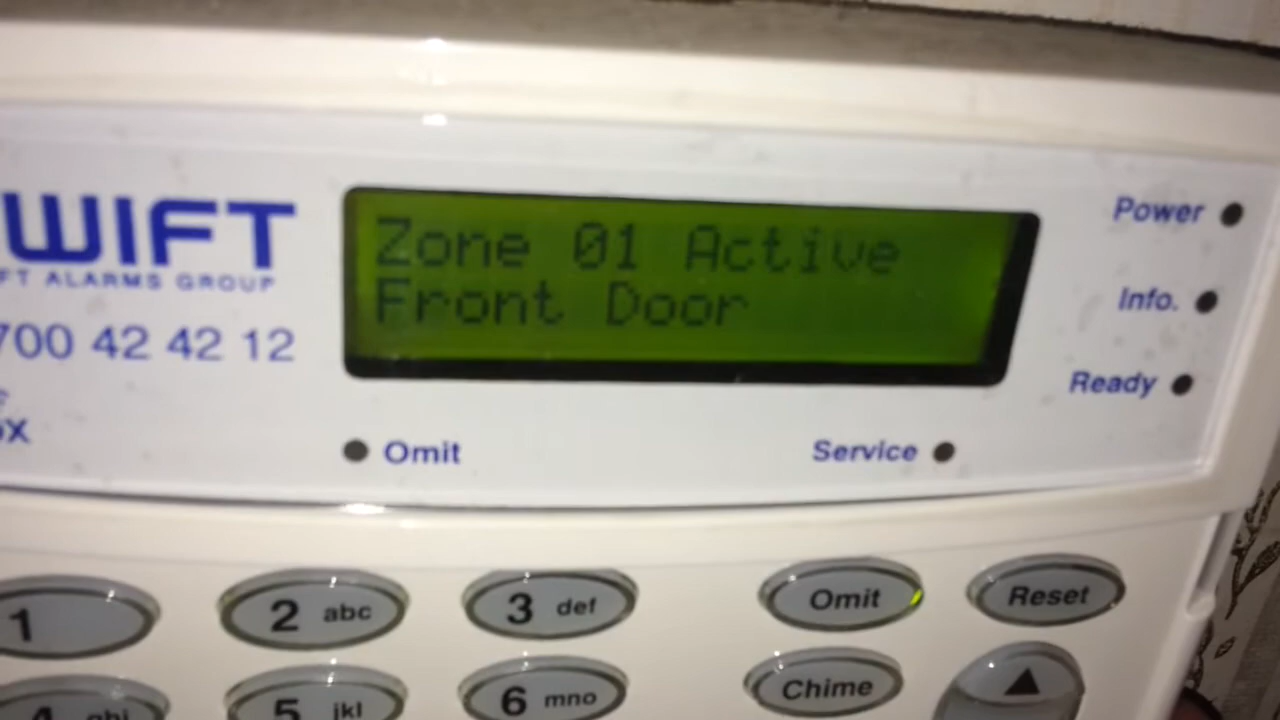 WIFT
FT ALARMS GROUP
700 42 42 12
Zone 01 Active
Front Door
Power
Info.
Ready
Omit
Service
1
2 abc
3 def
Omit
Reset
5 jkl
6 mno
Chime